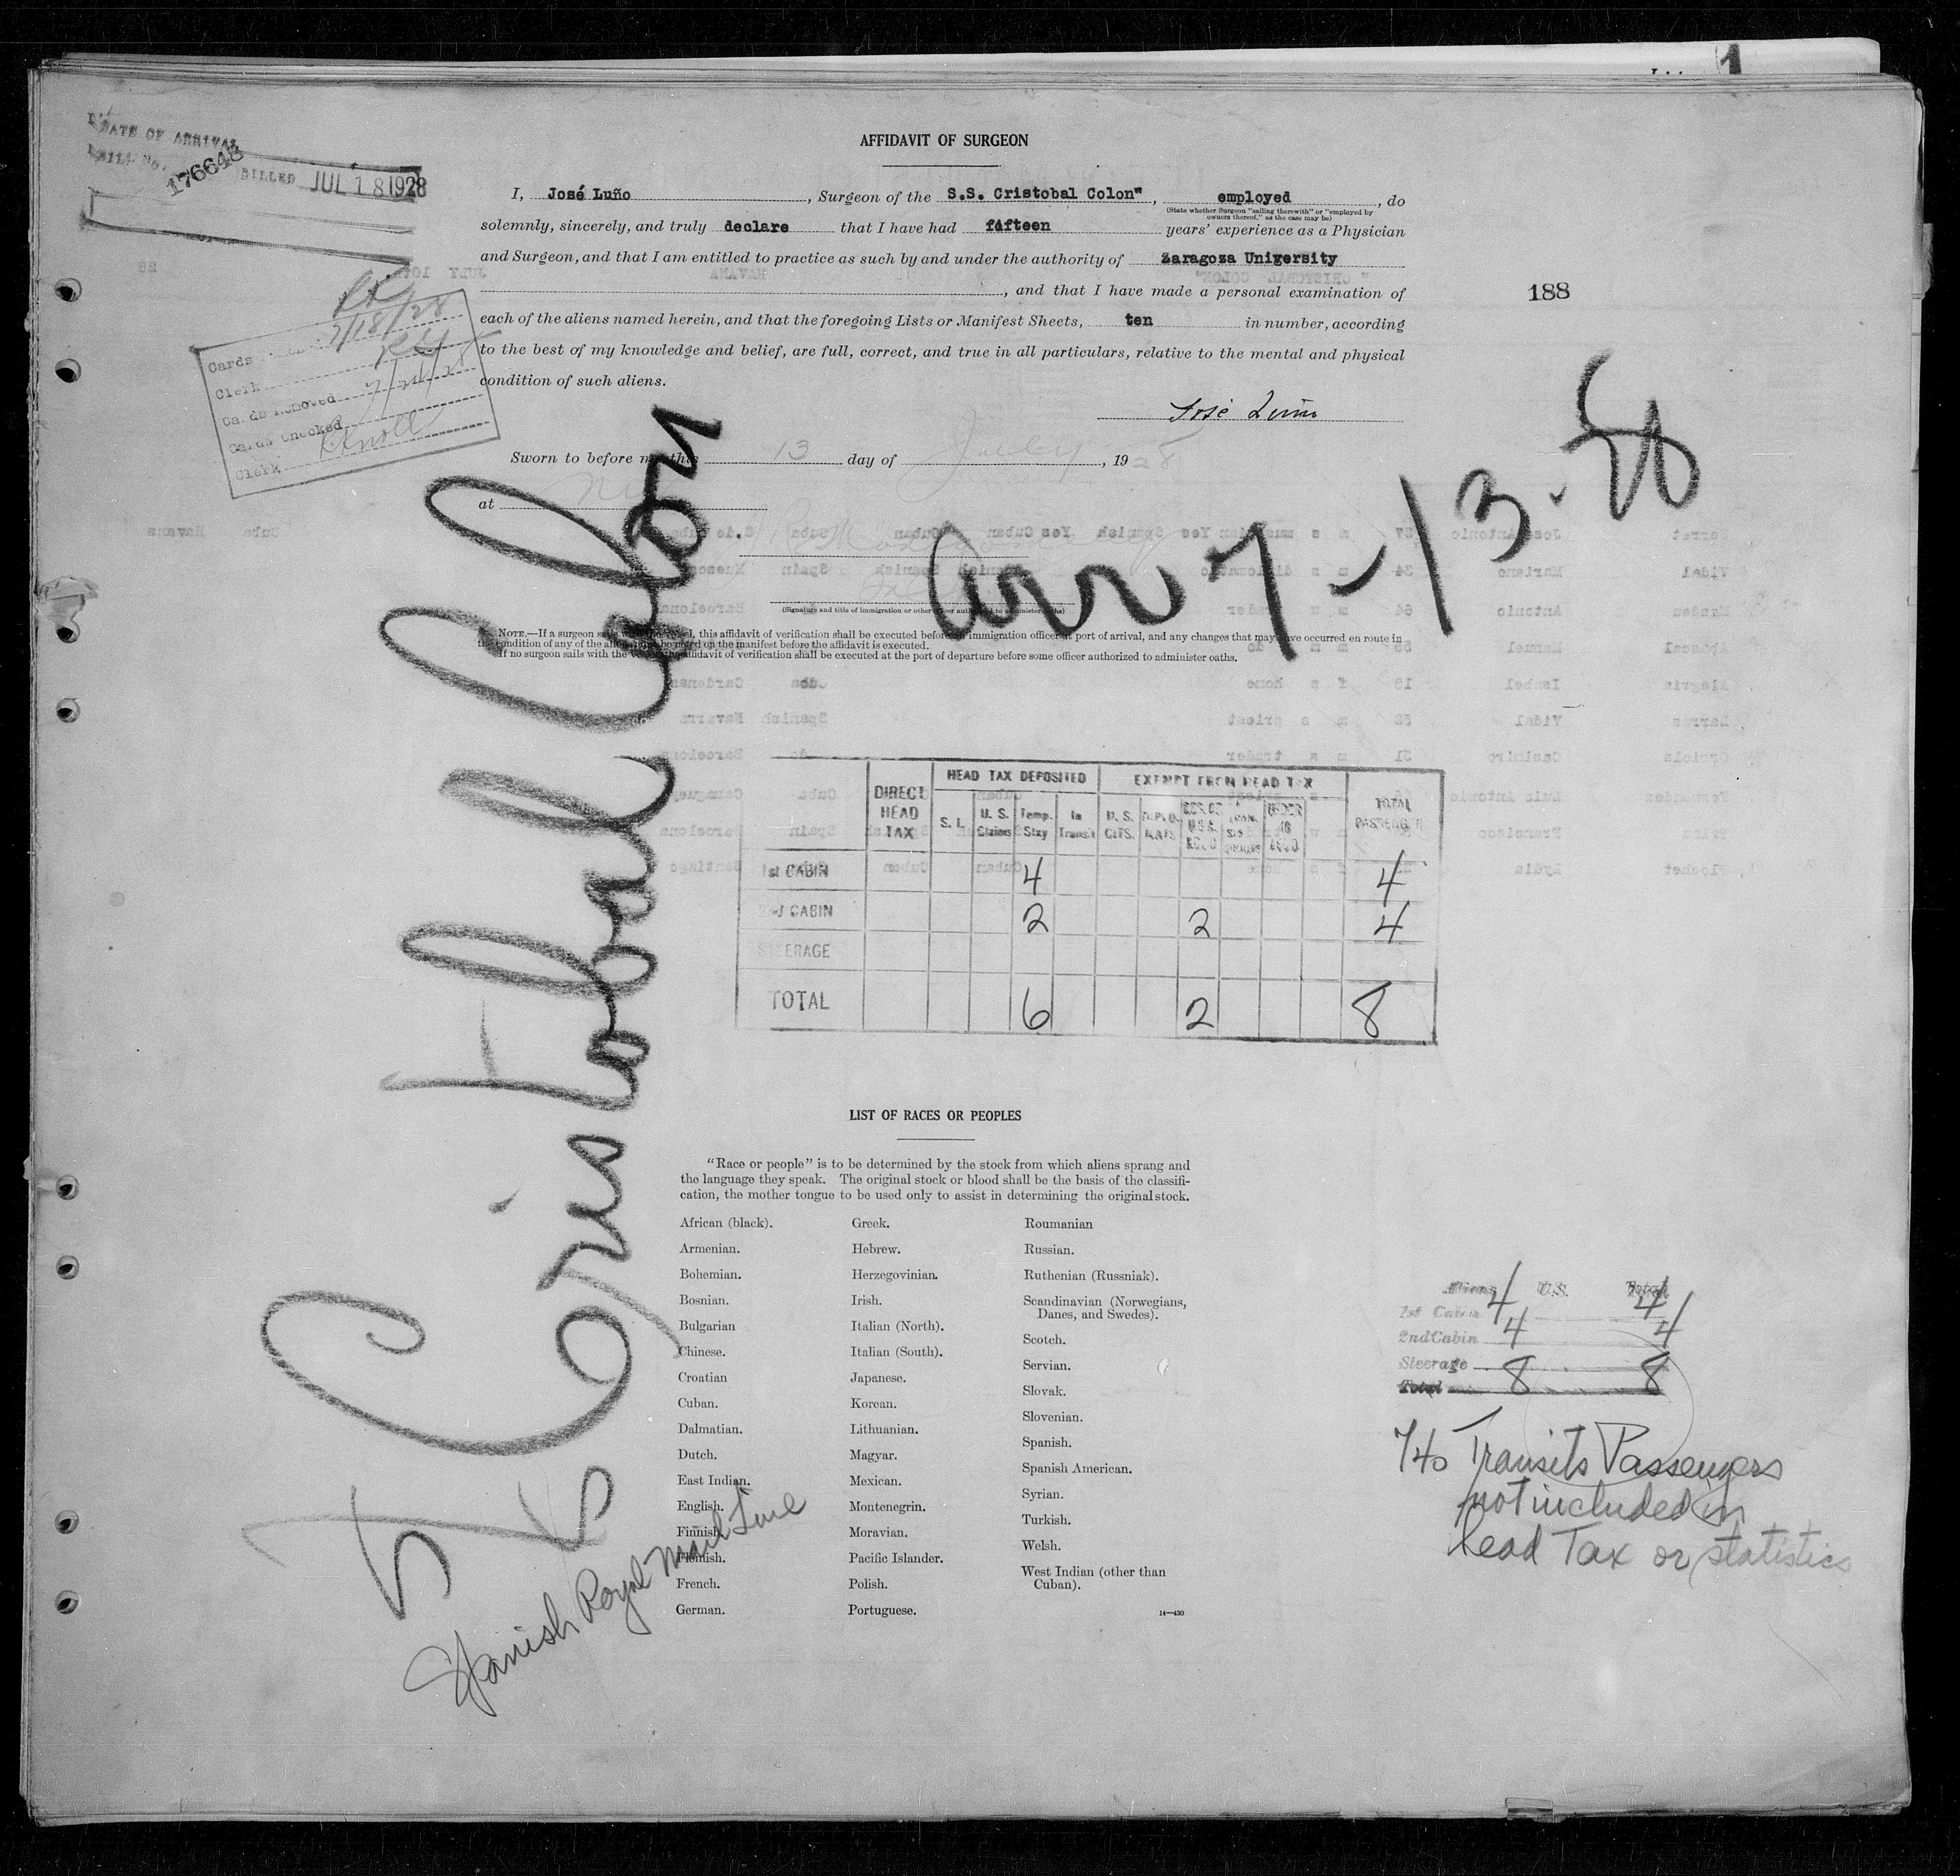 1
DATE OF ARRIVAL
176648
BILLED JUL 18 1928
AFFIDAVIT OF SURGEON
I, José Luño, Surgeon of the S.S. Cristobal Colon", employed, do
(State whether Surgeon "sailing therewith" or "employed by
owners thereof," as the case may be)
solemnly, sincerely, and truly declare that I have had fifteen years' experience as a Physician
and Surgeon, and that I am entitled to practice as such by and under the authority of Zaragoza University
, and that I have made a personal examination of
188
each of the aliens named herein, and that the foregoing Lists or Manifest Sheets, ten in number, according
to the best of my knowledge and belief, are full, correct, and true in all particulars, relative to the mental and physical
condition of such aliens.
José Luño
Cards 7/18/28
Clerk
Cards Removed
Cards Checked
Clerk
Sworn to before me this 13 day of July, 1928
at
(Signature and title of immigration or other officer authorized to administer oaths)
Arr 7-13-28
NOTE.—If a surgeon sails with the vessel, this affidavit of verification shall be executed before an immigration officer at port of arrival, and any changes that may have occurred en route in
the condition of any of the aliens must be noted on the manifest before the affidavit is executed.
If no surgeon sails with the vessel, the affidavit of verification shall be executed at the port of departure before some officer authorized to administer oaths.
Cristobal Colon
DIRECT HEAD TAX HEAD TAX DEPOSITED EXEMPT FROM HEAD TAX TOTAL PASSENGER
S. I. U. S. Claims Temp. Stay In Transit U. S. CITS. DIPLOMATS
1st CABIN 4 4
2nd CABIN 2 2 4
STEERAGE
TOTAL 6 2 8
LIST OF RACES OR PEOPLES
"Race or people" is to be determined by the stock from which aliens sprang and
the language they speak. The original stock or blood shall be the basis of the classifi-
cation, the mother tongue to be used only to assist in determining the original stock.
African (black).
Armenian.
Bohemian.
Bosnian.
Bulgarian
Chinese.
Croatian
Cuban.
Dalmatian.
Dutch.
East Indian.
English.
Finnish.
Flemish.
French.
German.
Greek.
Hebrew.
Herzegovinian.
Irish.
Italian (North).
Italian (South).
Japanese.
Korean.
Lithuanian.
Magyar.
Mexican.
Montenegrin.
Moravian.
Pacific Islander.
Polish.
Portuguese.
Roumanian
Russian.
Ruthenian (Russniak).
Scandinavian (Norwegians,
Danes, and Swedes).
Scotch.
Servian.
Slovak.
Slovenian.
Spanish.
Spanish American.
Syrian.
Turkish.
Welsh.
West Indian (other than
Cuban).
14—430
Spanish Royal Mail Line
Aliens U.S. Total
1st Cabin 4 4
2nd Cabin 4 4
Steerage 8 8
Total
740 Transits Passengers
not included in
head Tax or statistics